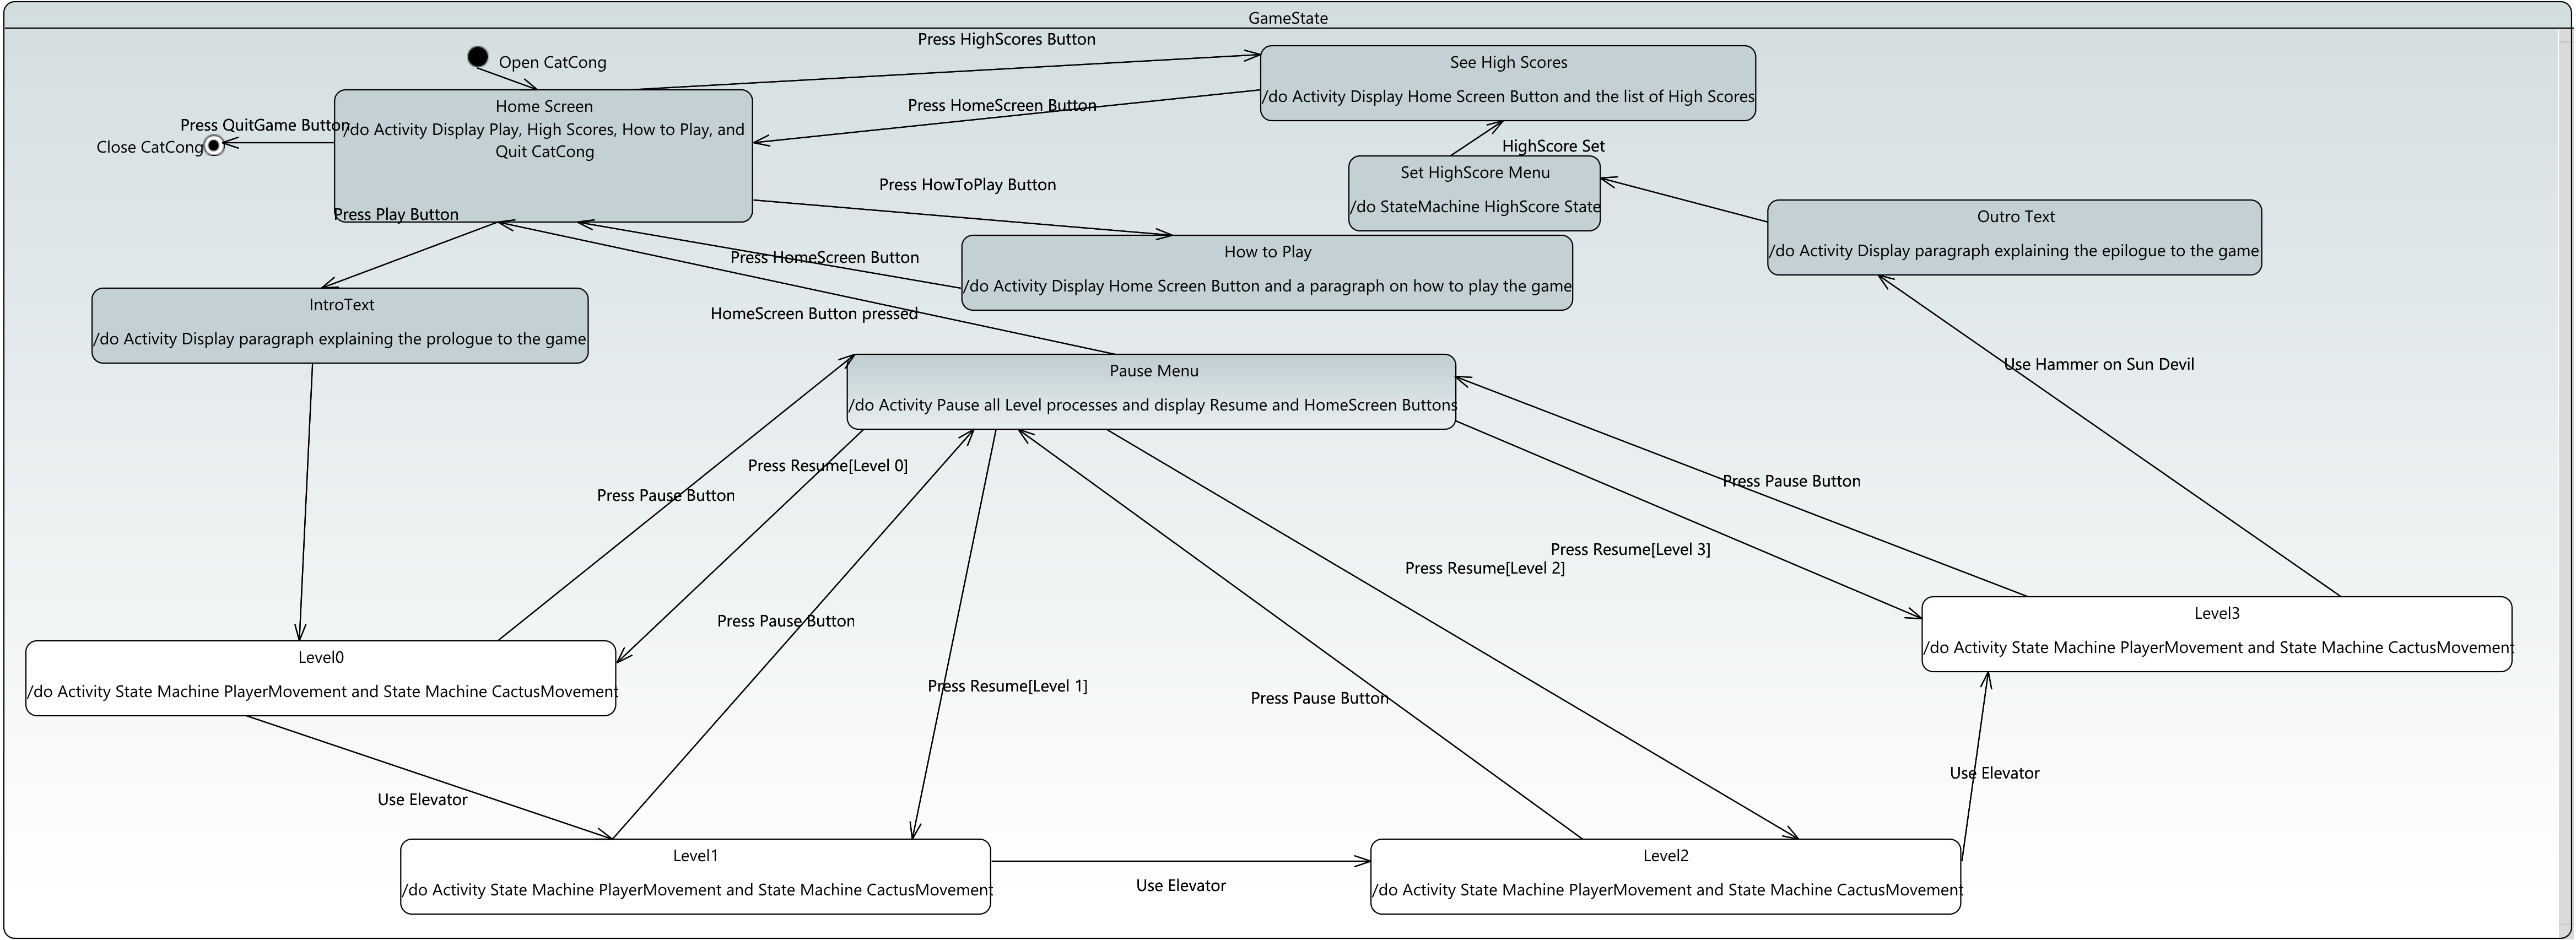 GameState
Press HighScores Button
Open CatCong
See High Scores
/do Activity Display Home Screen Button and the list of High Scores
Home Screen
/do Activity Display Play, High Scores, How to Play, and
Quit CatCong
Press HomeScreen Button
Press QuitGame Button
Close CatCong
HighScore Set
Set HighScore Menu
/do StateMachine HighScore State
Press HowToPlay Button
Press Play Button
Outro Text
/do Activity Display paragraph explaining the epilogue to the game
How to Play
/do Activity Display Home Screen Button and a paragraph on how to play the game
Press HomeScreen Button
IntroText
/do Activity Display paragraph explaining the prologue to the game
HomeScreen Button pressed
Use Hammer on Sun Devil
Pause Menu
/do Activity Pause all Level processes and display Resume and HomeScreen Buttons
Press Resume[Level 0]
Press Pause Button
Press Pause Button
Press Resume[Level 3]
Press Resume[Level 2]
Press Pause Button
Level3
/do Activity State Machine PlayerMovement and State Machine CactusMovement
Level0
/do Activity State Machine PlayerMovement and State Machine CactusMovement
Press Resume[Level 1]
Press Pause Button
Use Elevator
Use Elevator
Level1
/do Activity State Machine PlayerMovement and State Machine CactusMovement
Use Elevator
Level2
/do Activity State Machine PlayerMovement and State Machine CactusMovement